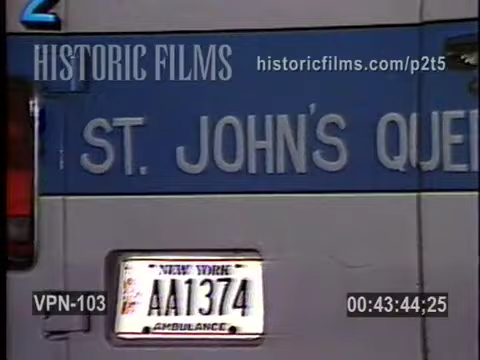 2
HISTORIC FILMS
historicfilms.com/p2t5
ST. JOHN'S QUE
NEW YORK
AA1374
AMBULANCE
VPN-103
00:43:44;25